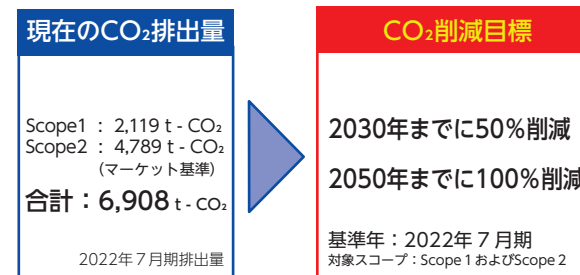 現在のCO₂排出量
Scope1 : 2,119 t - CO₂
Scope2 : 4,789 t - CO₂
(マーケット基準)
合計：6,908 t - CO₂
2022年7月期排出量
CO₂削減目標
2030年までに50%削減
2050年までに100%削減
基準年：2022年7月期
対象スコープ：Scope 1 およびScope 2